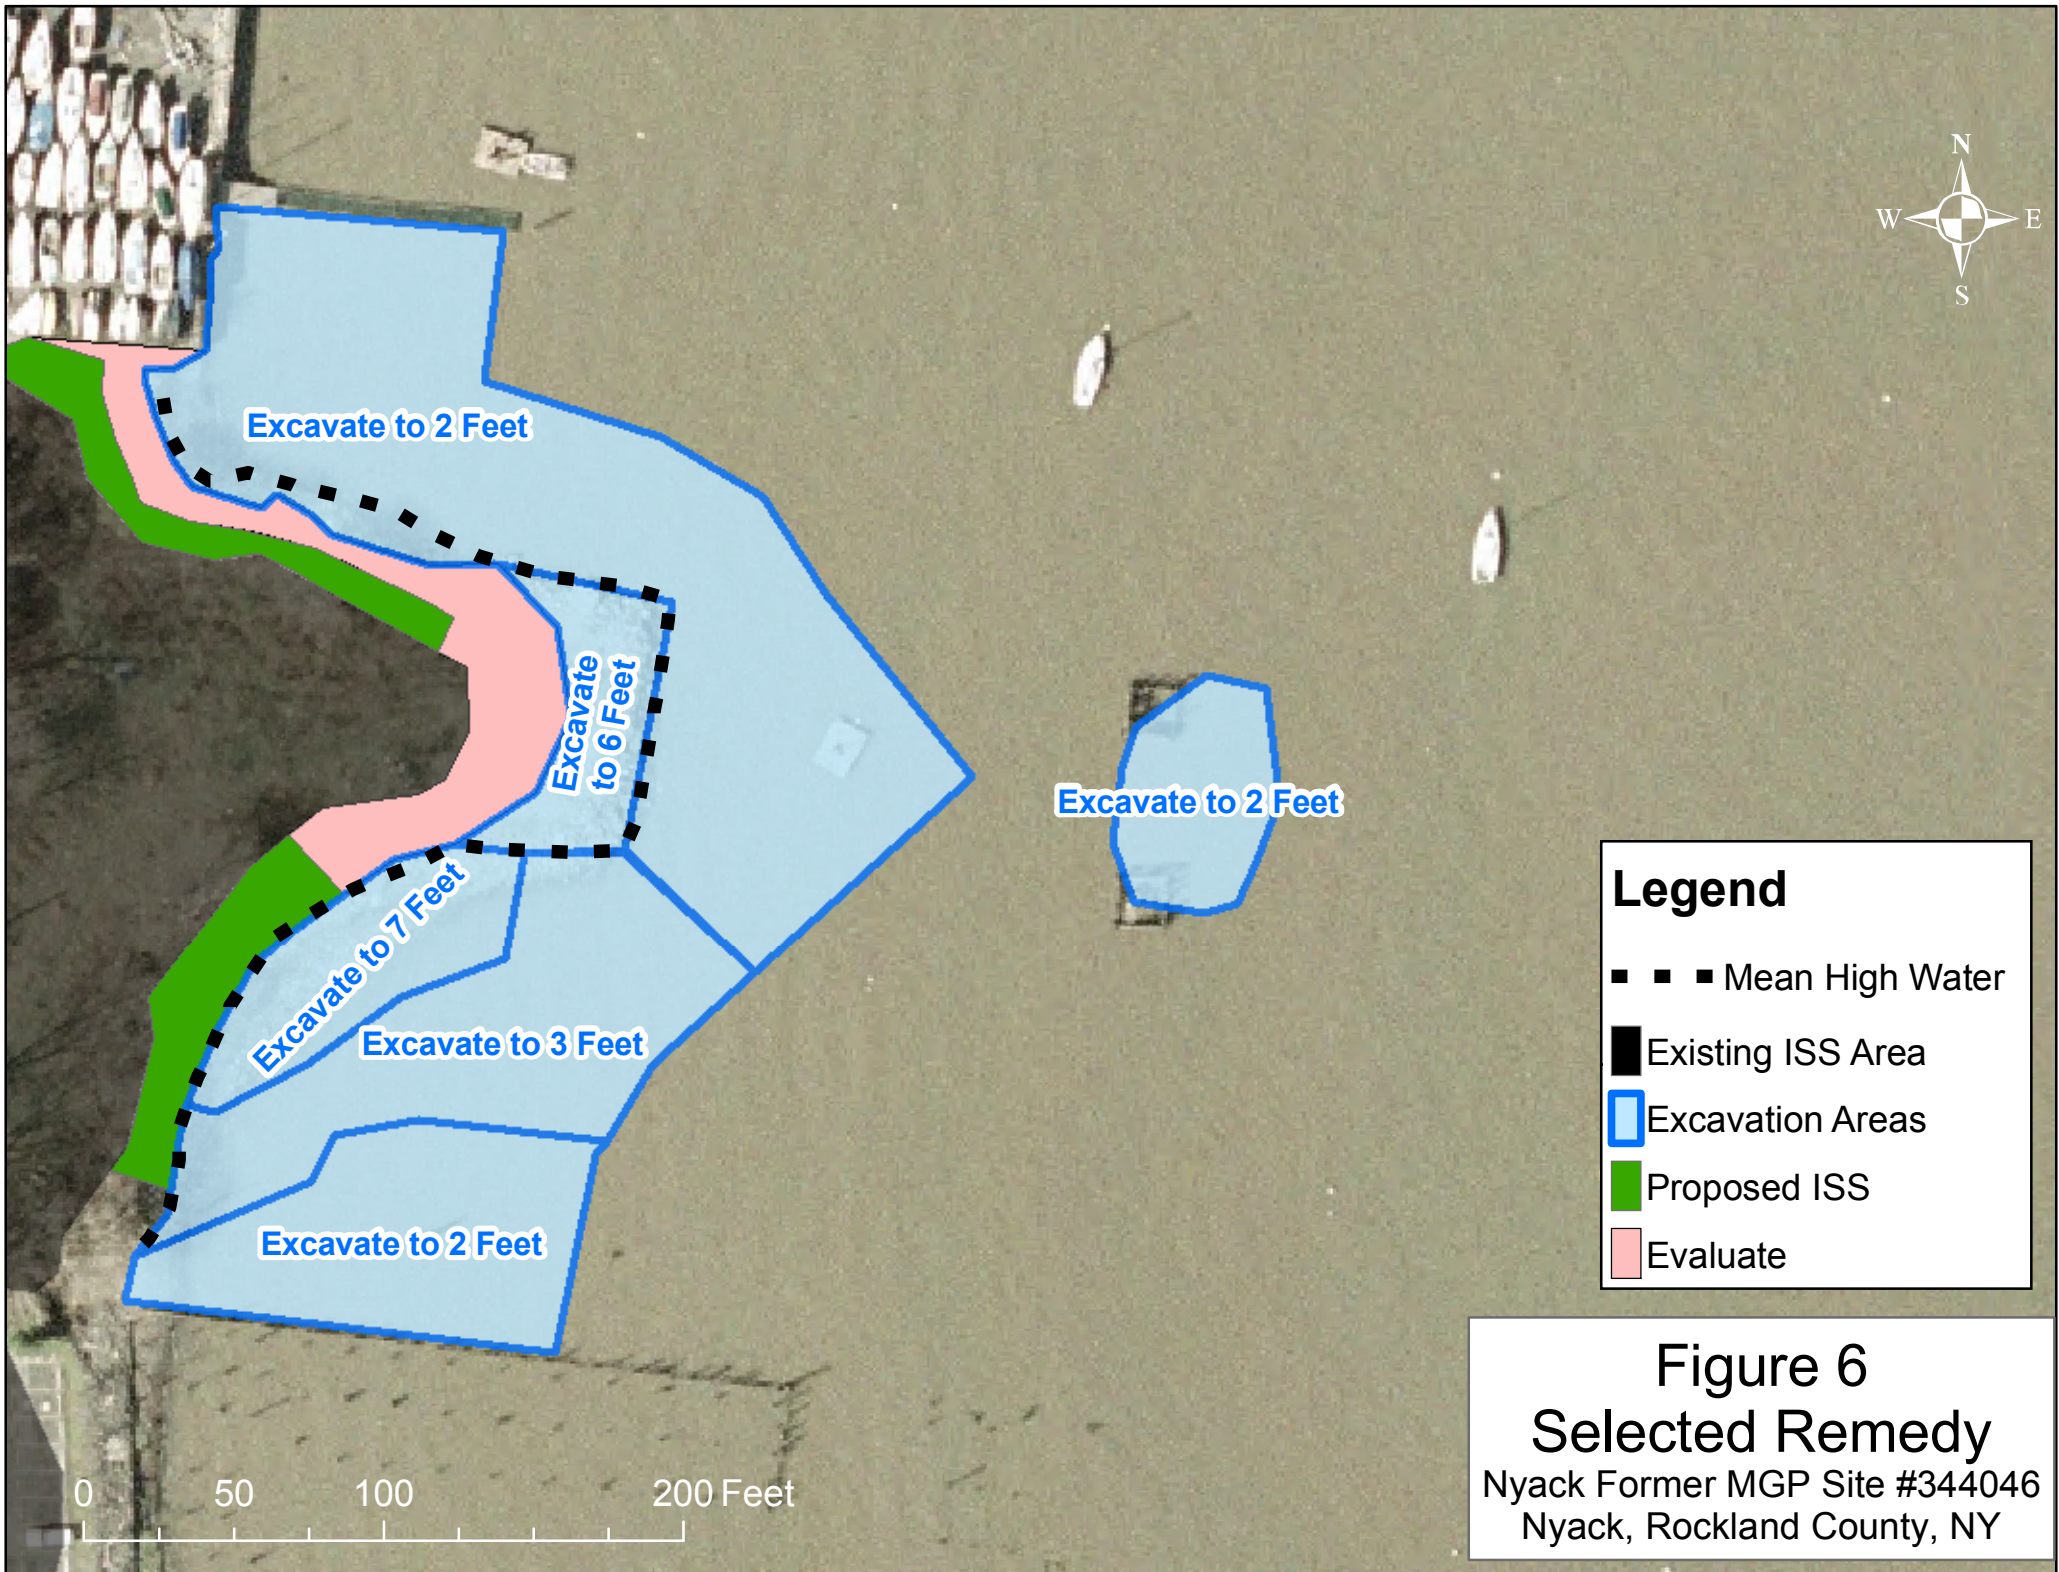 N
W E
S
Excavate to 2 Feet
Excavate
to 6 Feet
Excavate to 2 Feet
Excavate to 7 Feet
Excavate to 3 Feet
Excavate to 2 Feet
Legend
Mean High Water
Existing ISS Area
Excavation Areas
Proposed ISS
Evaluate
0 50 100 200 Feet
Figure 6
Selected Remedy
Nyack Former MGP Site #344046
Nyack, Rockland County, NY